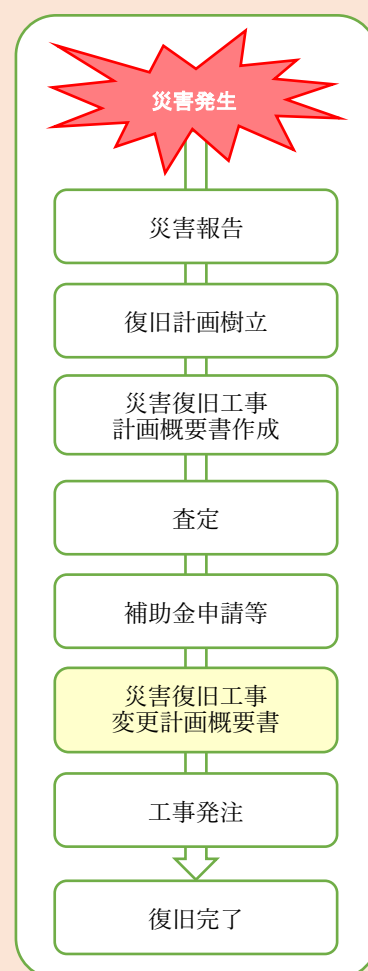 災害発生
災害報告
復旧計画樹立
災害復旧工事
計画概要書作成
査定
補助金申請等
災害復旧工事
変更計画概要書
工事発注
復旧完了